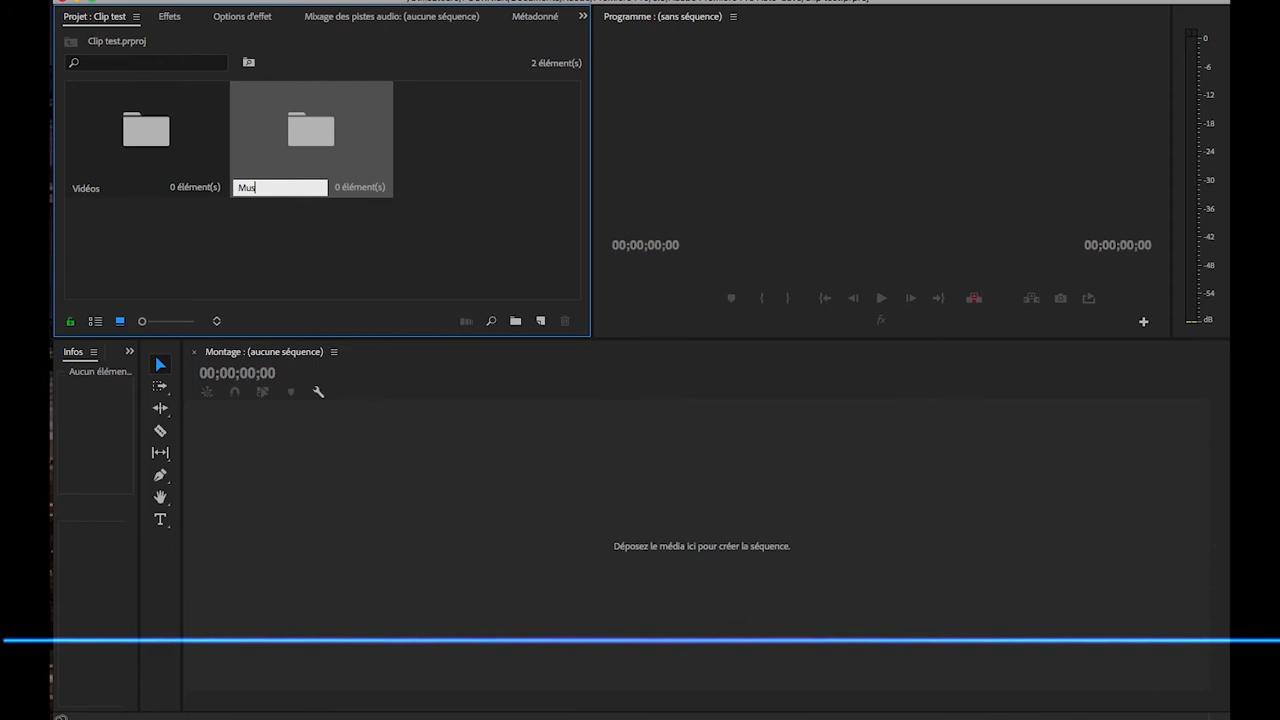 Projet : Clip test
Effets
Options d'effet
Mixage des pistes audio: (aucune séquence)
Métadonné
Programme : (sans séquence)
Clip test.prproj
2 élément(s)
Vidéos
0 élément(s)
Mus
0 élément(s)
00;00;00;00
00;00;00;00
fx
0
-6
-12
-18
-24
-30
-36
-42
-48
-54
dB
Infos
Aucun élémen...
Montage : (aucune séquence)
00;00;00;00
T
Déposez le média ici pour créer la séquence.